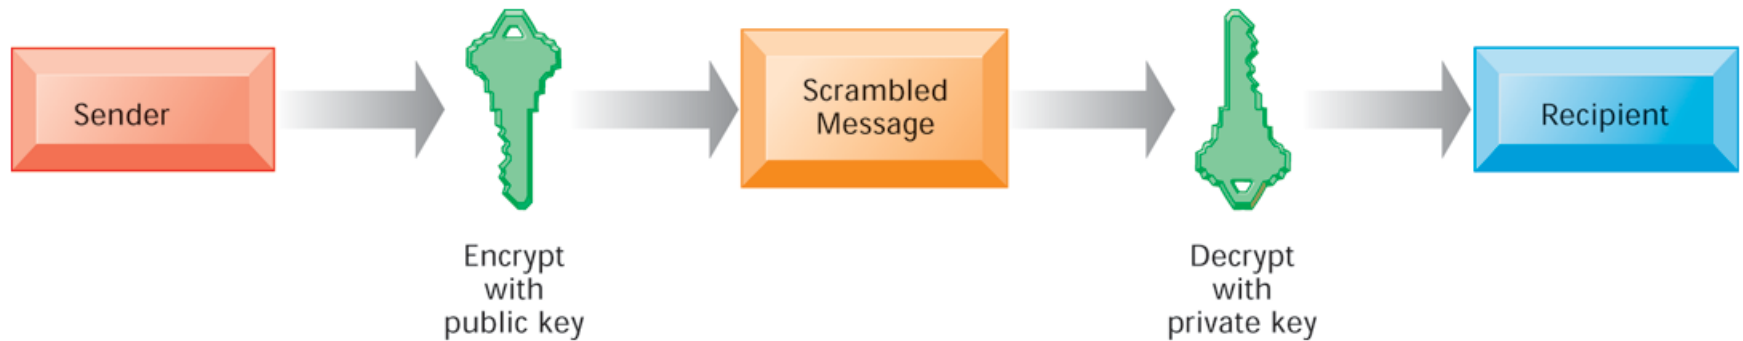 Sender
Scrambled
Message
Recipient
Encrypt
with
public key
Decrypt
with
private key